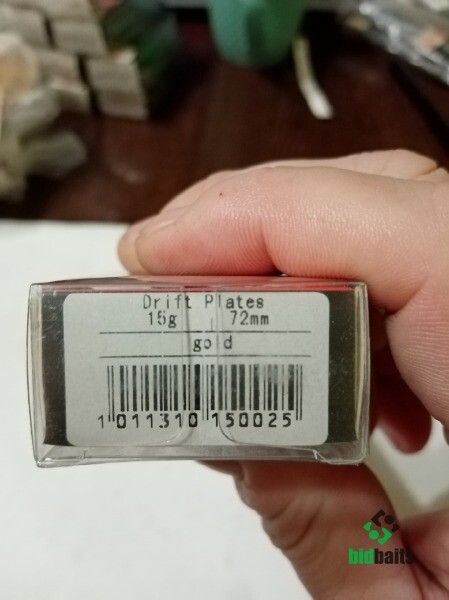 Drift Plates
15g 72mm
gold
1 011310 150025
bidbaits